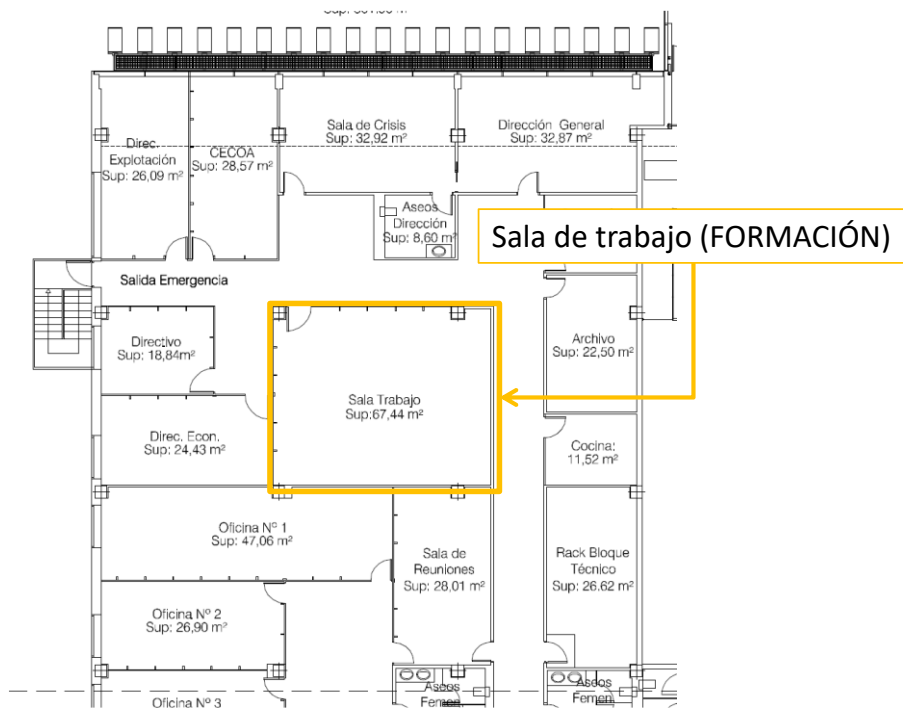 Sala de Crisis
Sup: 32,92 m²
Dirección General
Sup: 32,87 m²
Direc.
Explotación
Sup: 26,09 m²
CECOA
Sup: 28,57 m²
Aseos
Dirección
Sup: 8,60 m²
Sala de trabajo (FORMACIÓN)
Salida Emergencia
Directivo
Sup: 18,84m²
Archivo
Sup: 22,50 m²
Sala Trabajo
Sup:67,44 m²
Direc. Econ.
Sup: 24,43 m²
Cocina:
11,52 m²
Oficina Nº 1
Sup: 47,06 m²
Sala de
Reuniones
Sup: 28,01 m²
Rack Bloque
Técnico
Sup: 26.62 m²
Oficina Nº 2
Sup: 26,90 m²
Oficina Nº 3
Aseos
Femen.
Aseos
Femen.